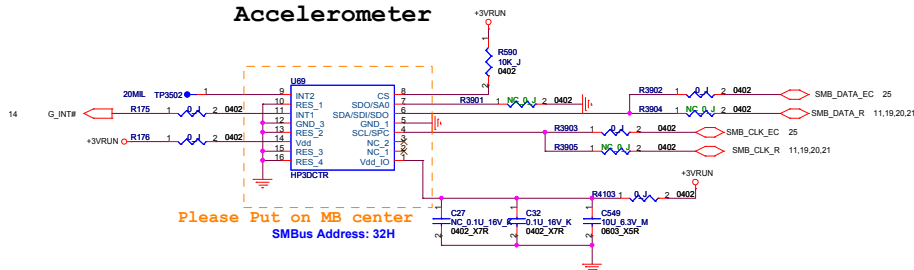 Accelerometer
+3VRUN
R590
10K_J
0402
U69
20MIL TP3502 1 9 INT2 CS 8
10 RES_1 SDO/SA0 7 R3901 1 NC_0_J 2 0402
14 G_INT# R175 1 0_J 2 0402 11 INT1 SDA/SDI/SDO 6
12 GND_3 GND_1 5
13 RES_2 SCL/SPC 4
+3VRUN R176 1 0_J 2 0402 14 Vdd NC_2 3
15 RES_3 NC_1 2
16 RES_4 Vdd_IO 1
HP3DCTR
R3902 1 0_J 2 0402 SMB_DATA_EC 25
R3904 1 NC_0_J 2 0402 SMB_DATA_R 11,19,20,21
R3903 1 0_J 2 0402 SMB_CLK_EC 25
R3905 1 NC_0_J 2 0402 SMB_CLK_R 11,19,20,21
+3VRUN
R4103 1 0_J 2 0402
Please Put on MB center
SMBus Address: 32H
C27
NC_0.1U_16V_K
0402_X7R
C32
0.1U_16V_K
0402_X7R
C549
10U_6.3V_M
0603_X5R